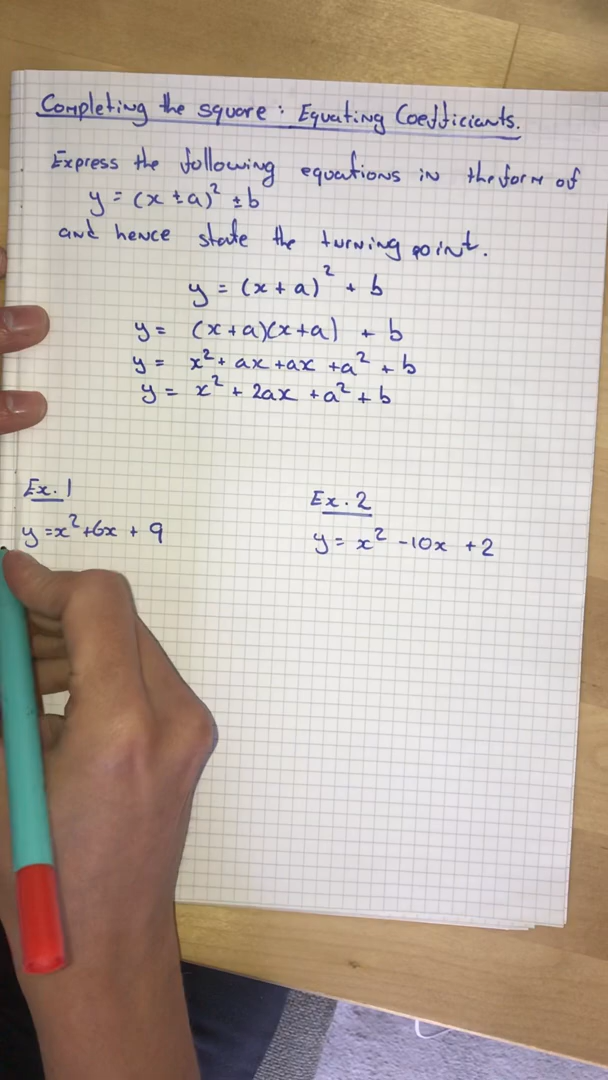 Completing the square : Equating Coefficients.
Express the following equations in the form of
y = (x ± a)² ± b
and hence state the turning point.
y = (x + a)² + b
y = (x+a)(x+a) + b
y = x² + ax + ax + a² + b
y = x² + 2ax + a² + b
Ex. 1
y = x² + 6x + 9
Ex. 2
y = x² - 10x + 2